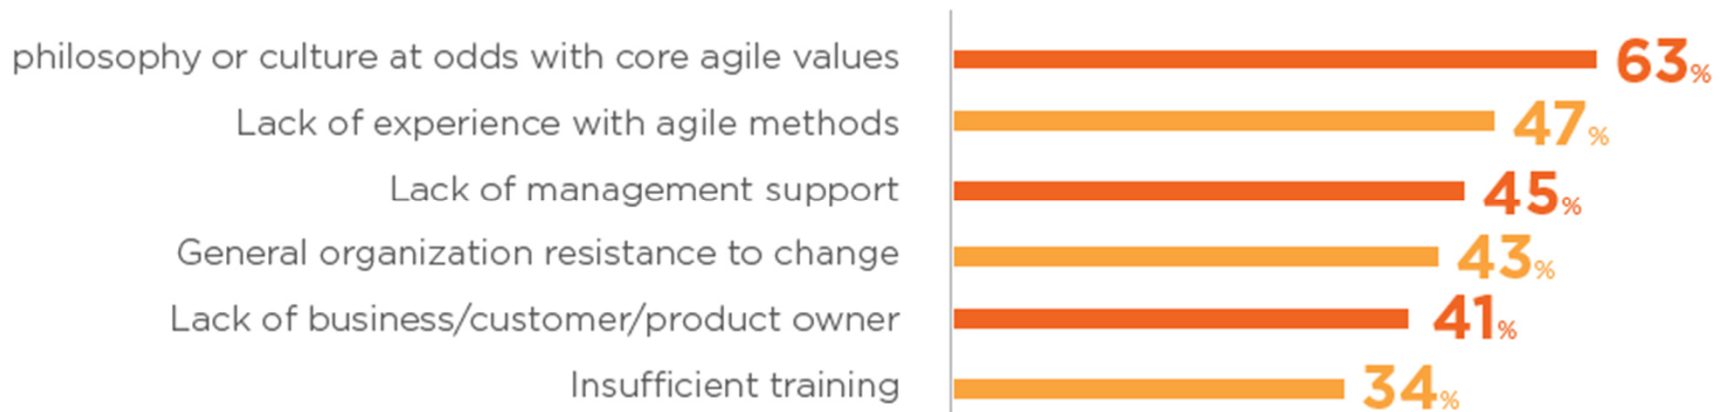 philosophy or culture at odds with core agile values 63%
Lack of experience with agile methods 47%
Lack of management support 45%
General organization resistance to change 43%
Lack of business/customer/product owner 41%
Insufficient training 34%